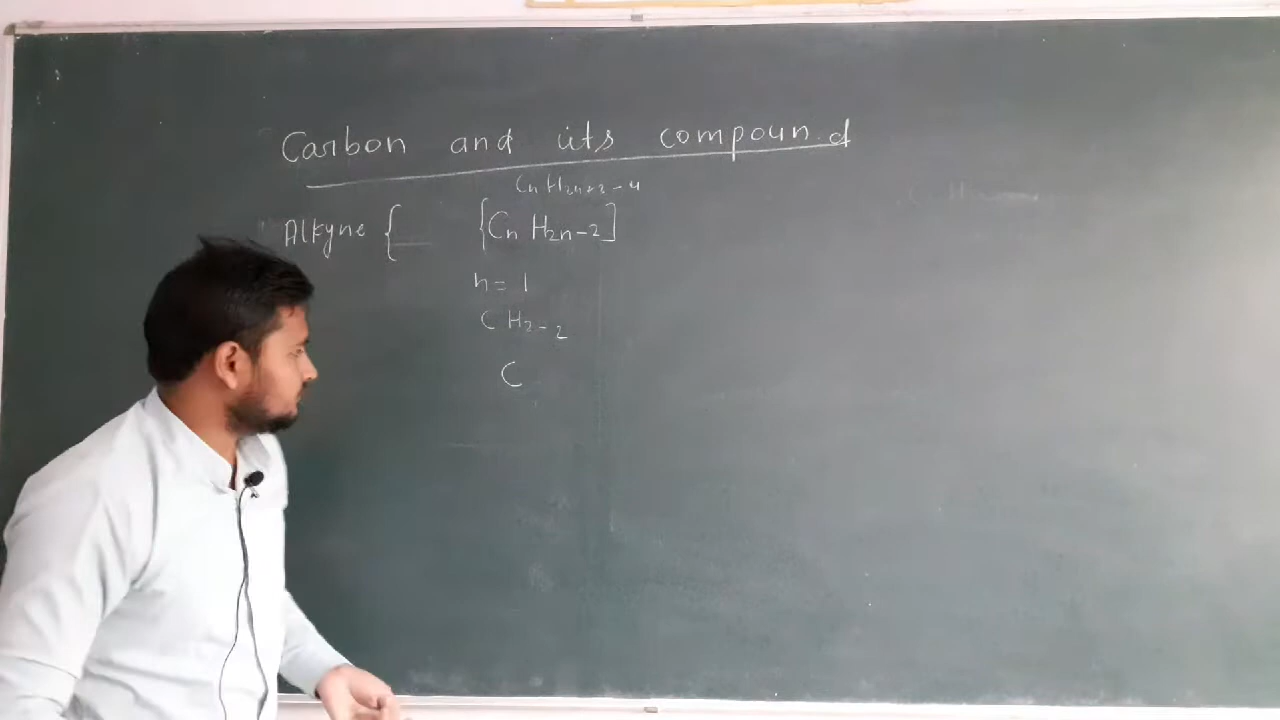 Carbon and its compound
CnH2n+2-4
Alkyne { {CnH2n-2]
n = 1
CH2-2
C